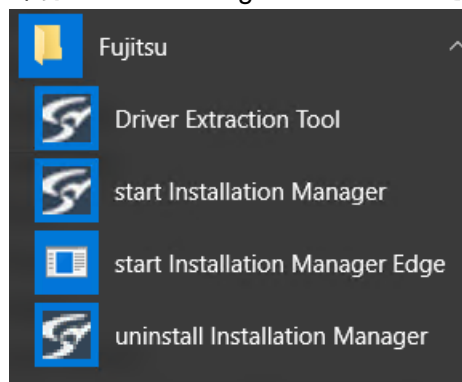 Fujitsu
Driver Extraction Tool
start Installation Manager
start Installation Manager Edge
uninstall Installation Manager